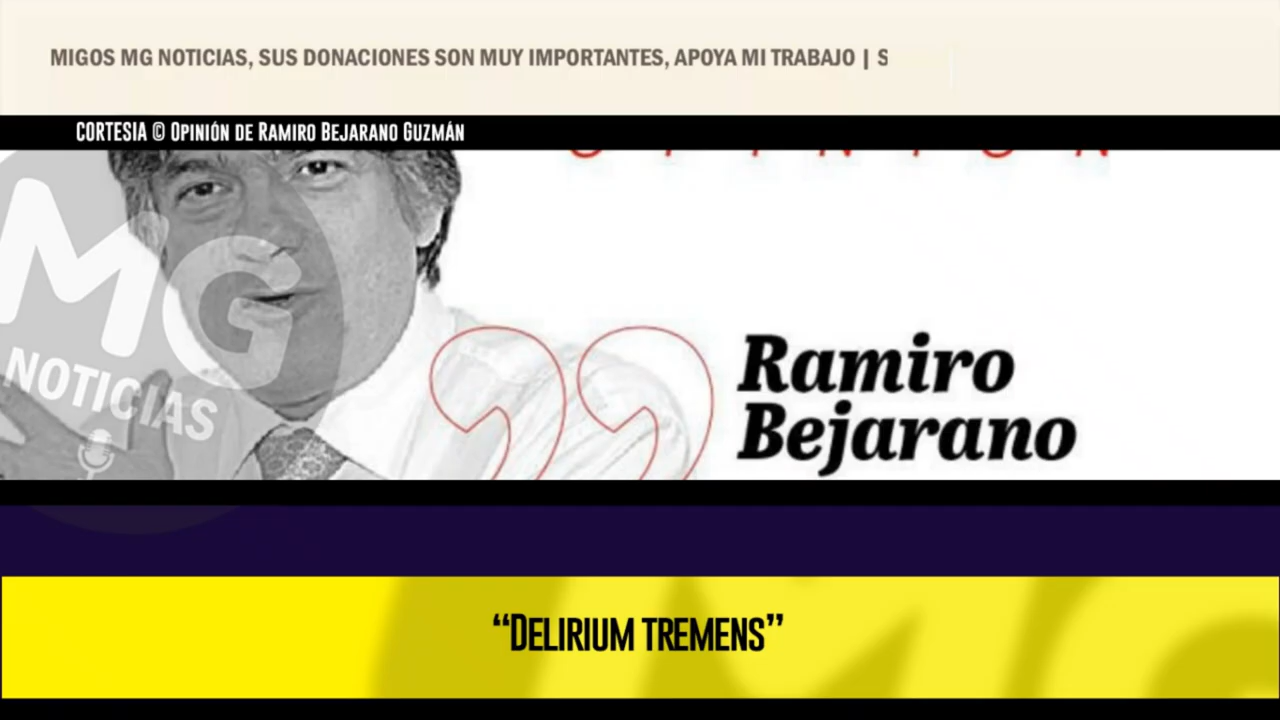 MIGOS MG NOTICIAS, SUS DONACIONES SON MUY IMPORTANTES, APOYA MI TRABAJO | S
CORTESIA © OPINIÓN DE RAMIRO BEJARANO GUZMÁN
OPINIÓN
MG
NOTICIAS
Ramiro
Bejarano
“DELIRIUM TREMENS”